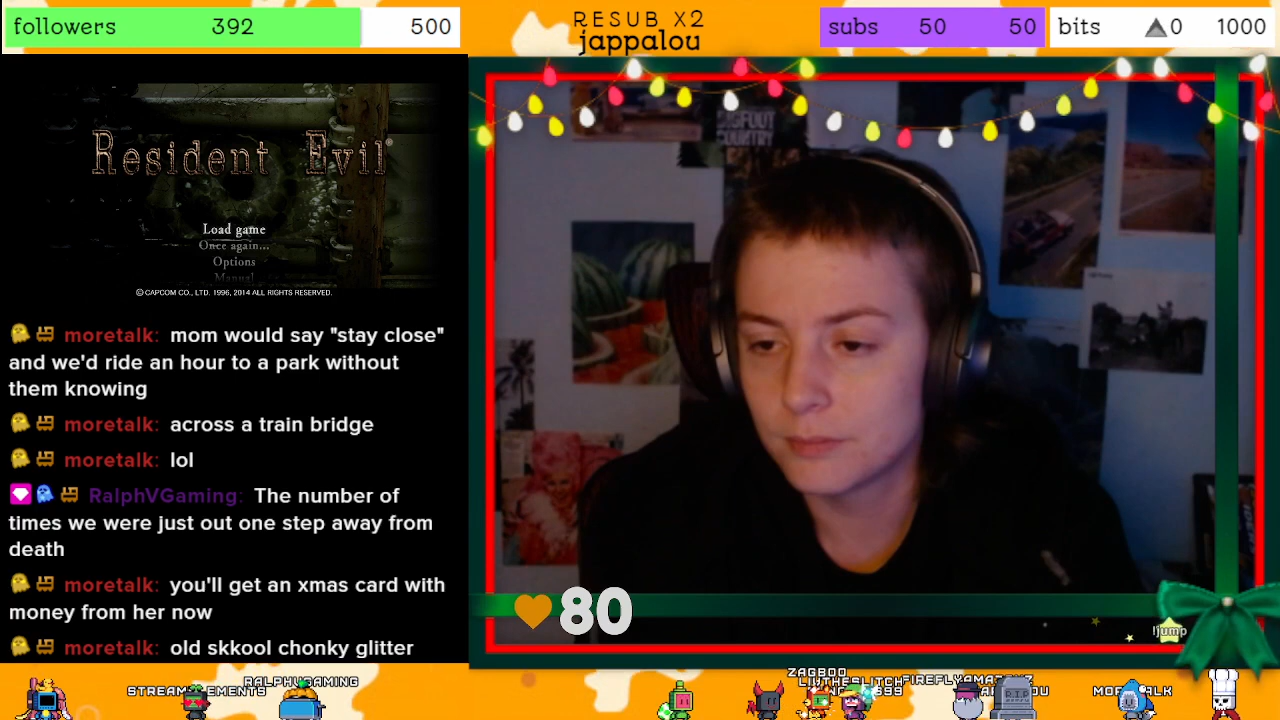 followers 392 500
RESUB X2
jappalou
subs 50 50
bits 0 1000
Resident Evil
Load game
Once again...
Options
Manual
© CAPCOM CO., LTD. 1996, 2014 ALL RIGHTS RESERVED.
BIGFOOT
COUNTRY
moretalk: mom would say "stay close"
and we'd ride an hour to a park without
them knowing
moretalk: across a train bridge
moretalk: lol
RalphVGaming: The number of
times we were just out one step away from
death
moretalk: you'll get an xmas card with
money from her now
moretalk: old skkool chonky glitter
80
!jump
RALPHVGAMING
ZAGBOO
R.I.P